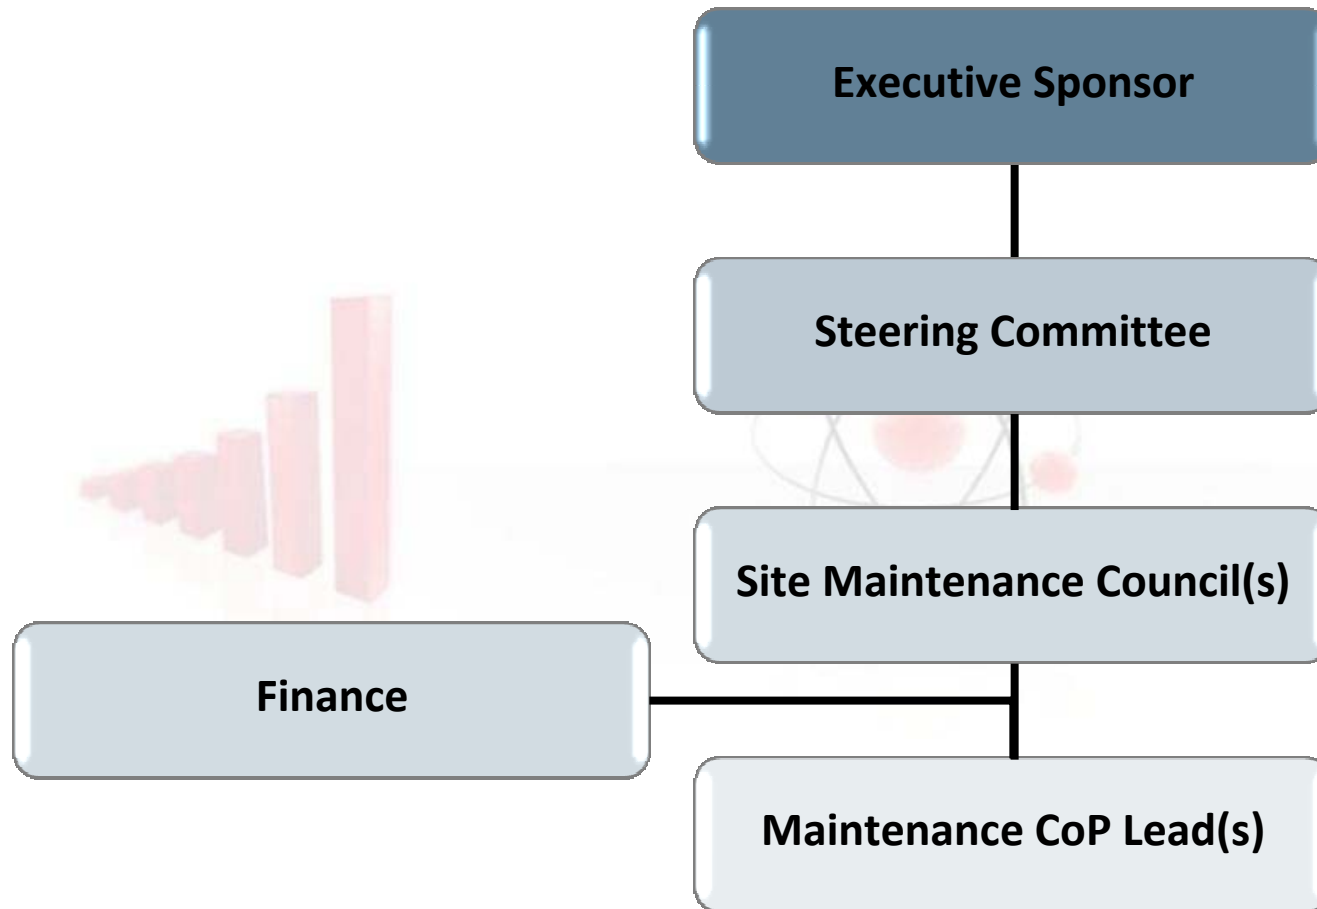 Executive Sponsor
Steering Committee
Site Maintenance Council(s)
Finance
Maintenance CoP Lead(s)